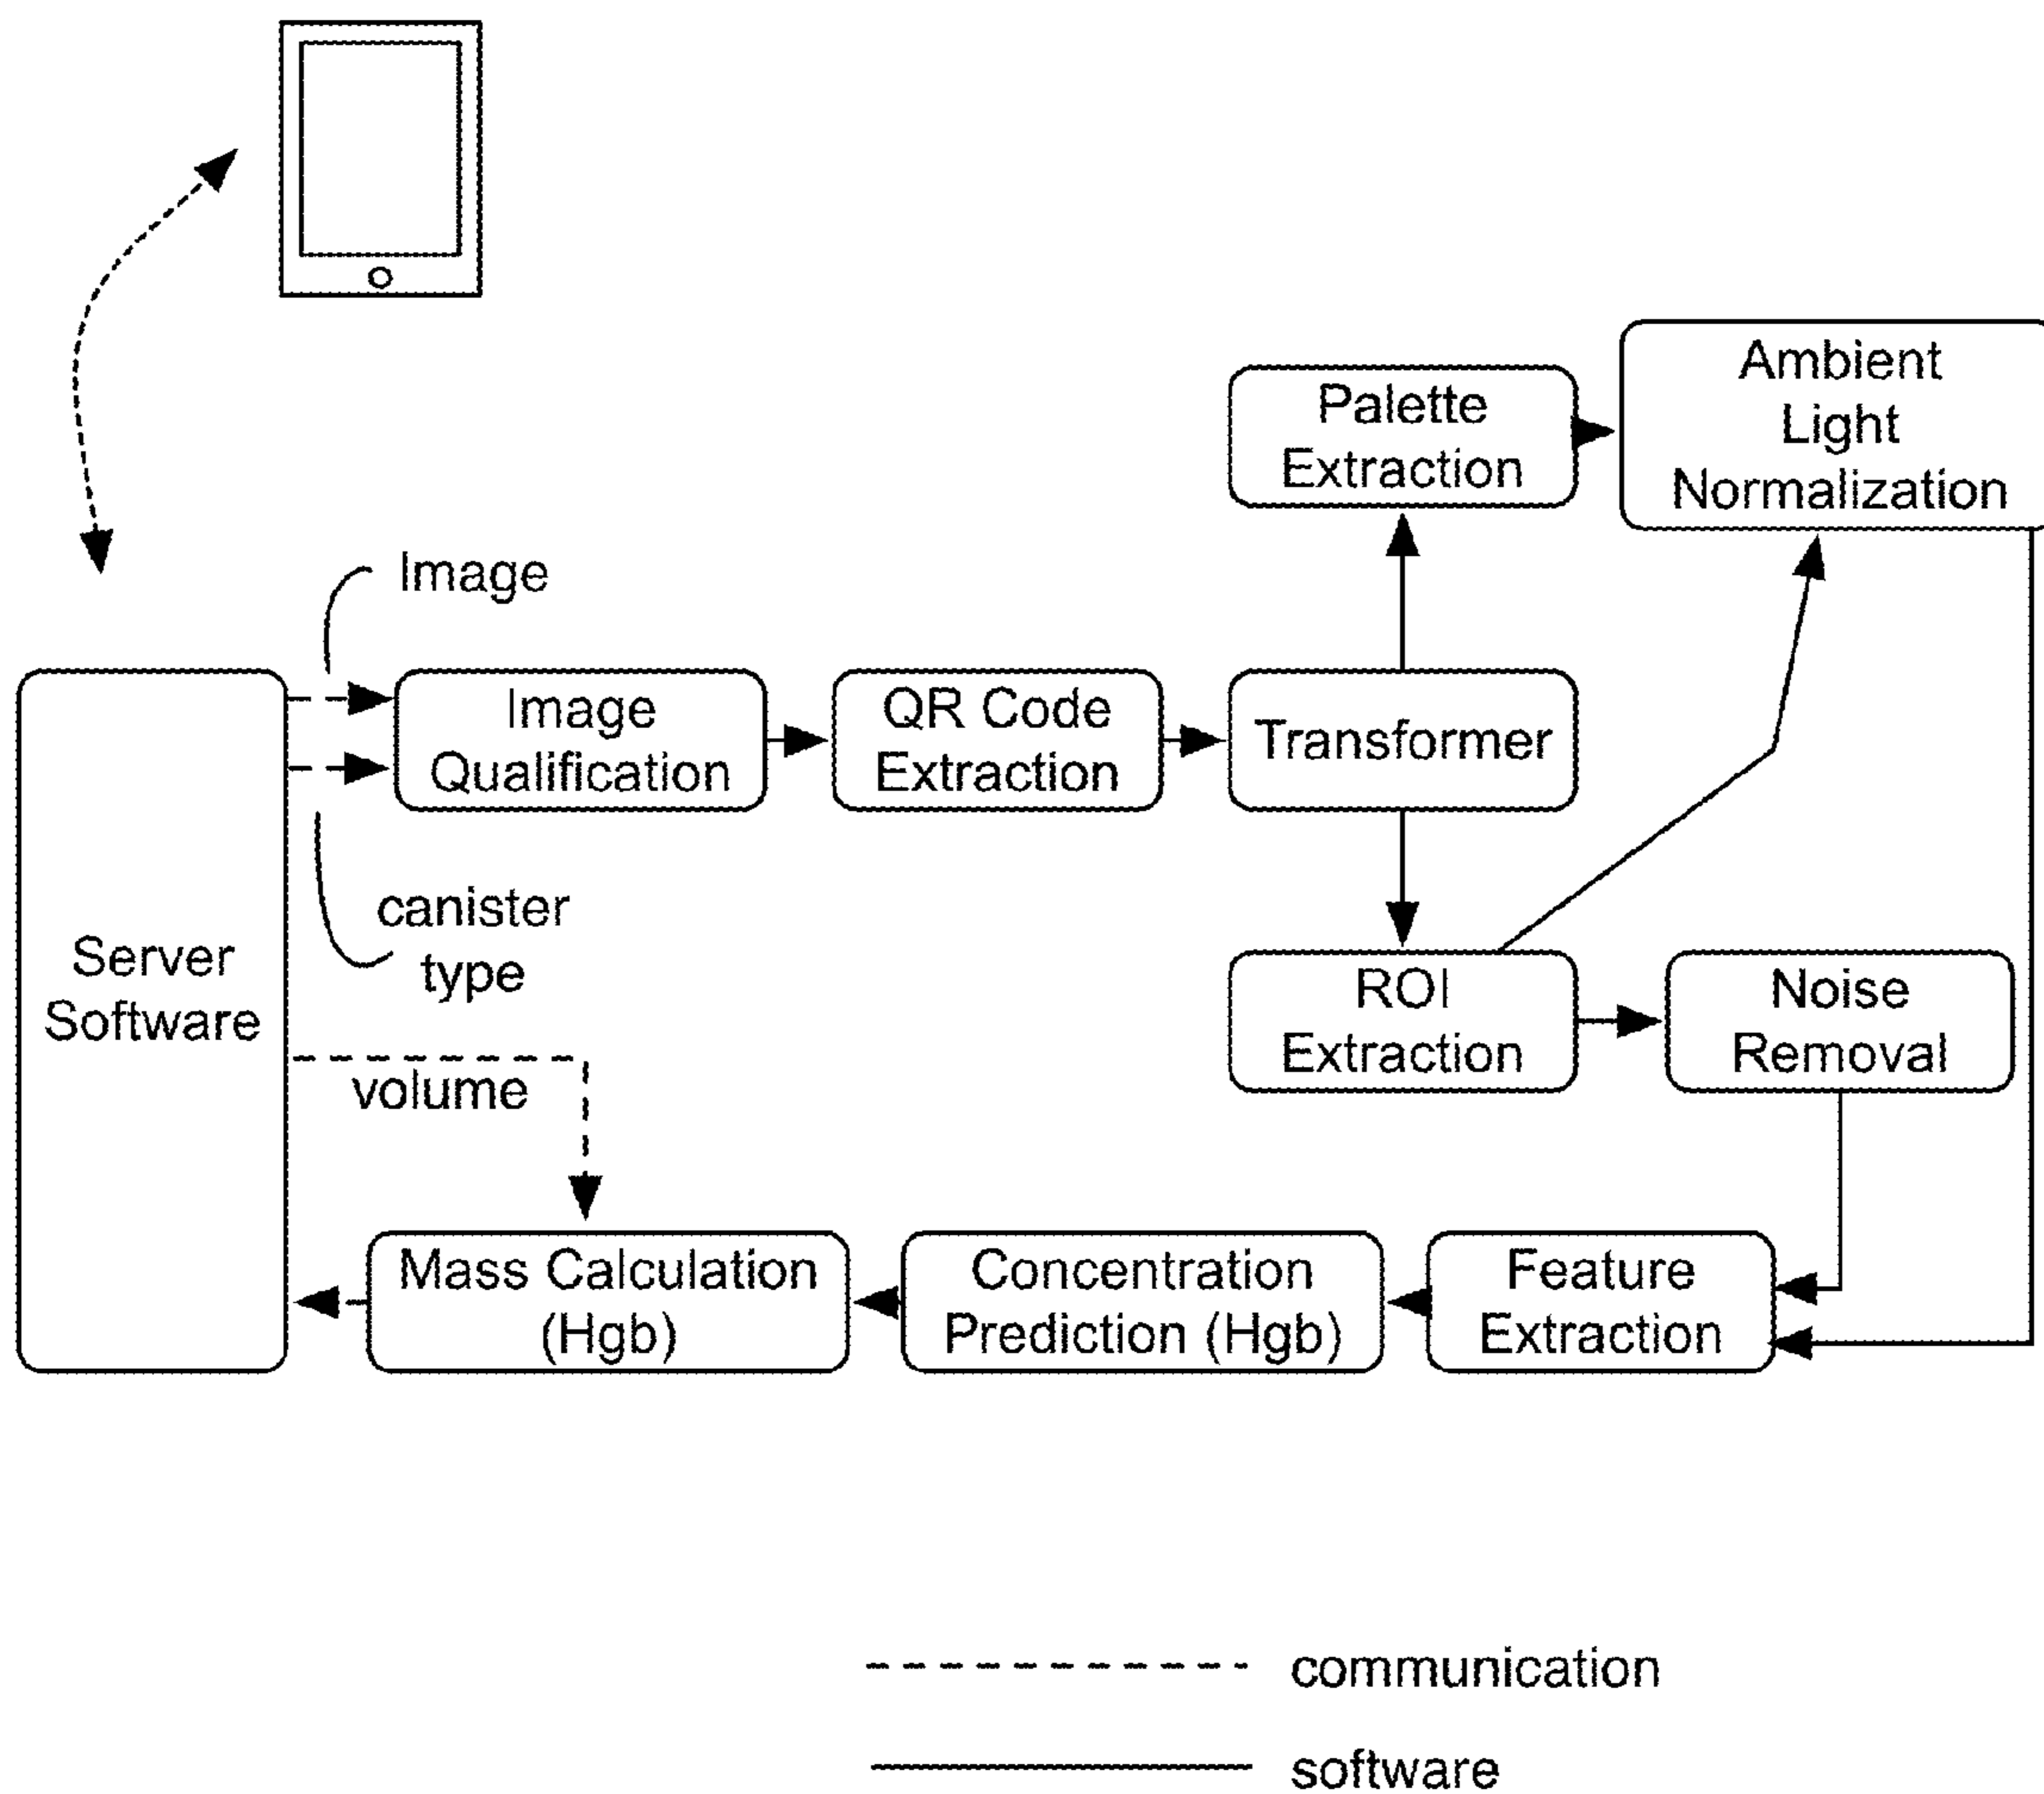 Image
Palette
Extraction
Ambient
Light
Normalization
Image
Qualification
QR Code
Extraction
Transformer
canister
type
Server
Software
volume
ROI
Extraction
Noise
Removal
Mass Calculation
(Hgb)
Concentration
Prediction (Hgb)
Feature
Extraction
communication
software